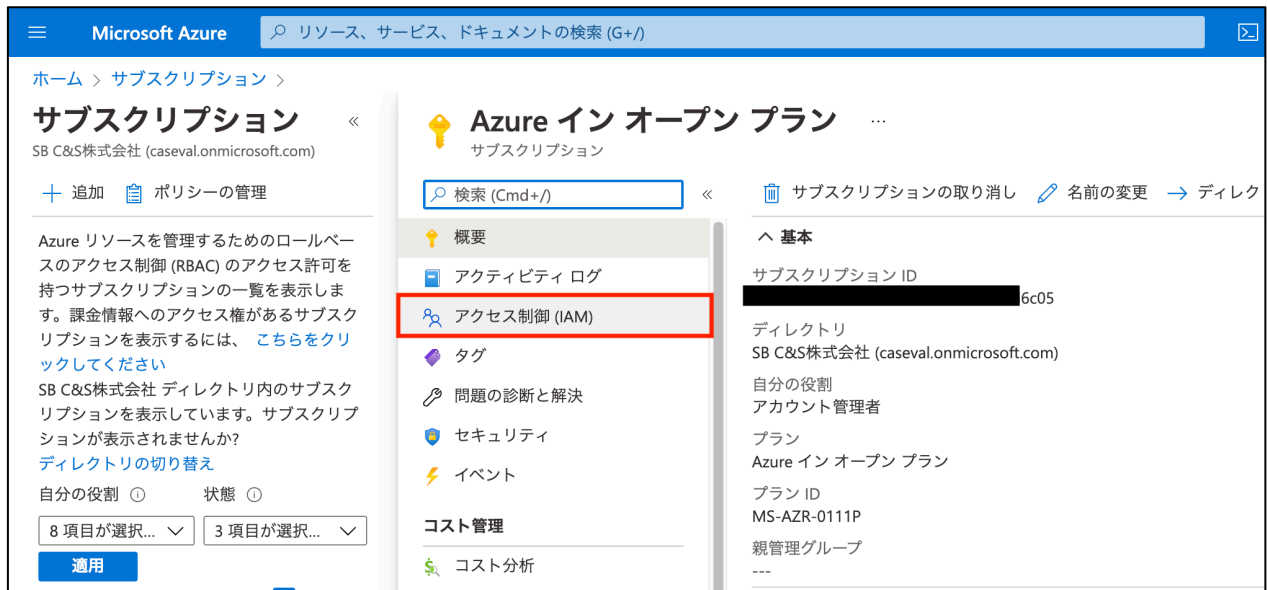 Microsoft Azure
リソース、サービス、ドキュメントの検索 (G+/)
ホーム > サブスクリプション >
サブスクリプション
«
SB C&S株式会社 (caseval.onmicrosoft.com)
追加
ポリシーの管理
Azure リソースを管理するためのロールベー
スのアクセス制御 (RBAC) のアクセス許可を
持つサブスクリプションの一覧を表示しま
す。課金情報へのアクセス権があるサブスク
リプションを表示するには、 こちらをクリ
ックしてください
SB C&S株式会社 ディレクトリ内のサブスク
リプションを表示しています。サブスクリプ
ションが表示されませんか?
ディレクトリの切り替え
自分の役割
状態
8 項目が選択...
3 項目が選択...
適用
Azure イン オープン プラン
...
サブスクリプション
検索 (Cmd+/)
«
概要
アクティビティ ログ
アクセス制御 (IAM)
タグ
問題の診断と解決
セキュリティ
イベント
コスト管理
コスト分析
サブスクリプションの取り消し
名前の変更
ディレク
基本
サブスクリプション ID
6c05
ディレクトリ
SB C&S株式会社 (caseval.onmicrosoft.com)
自分の役割
アカウント管理者
プラン
Azure イン オープン プラン
プラン ID
MS-AZR-0111P
親管理グループ
---